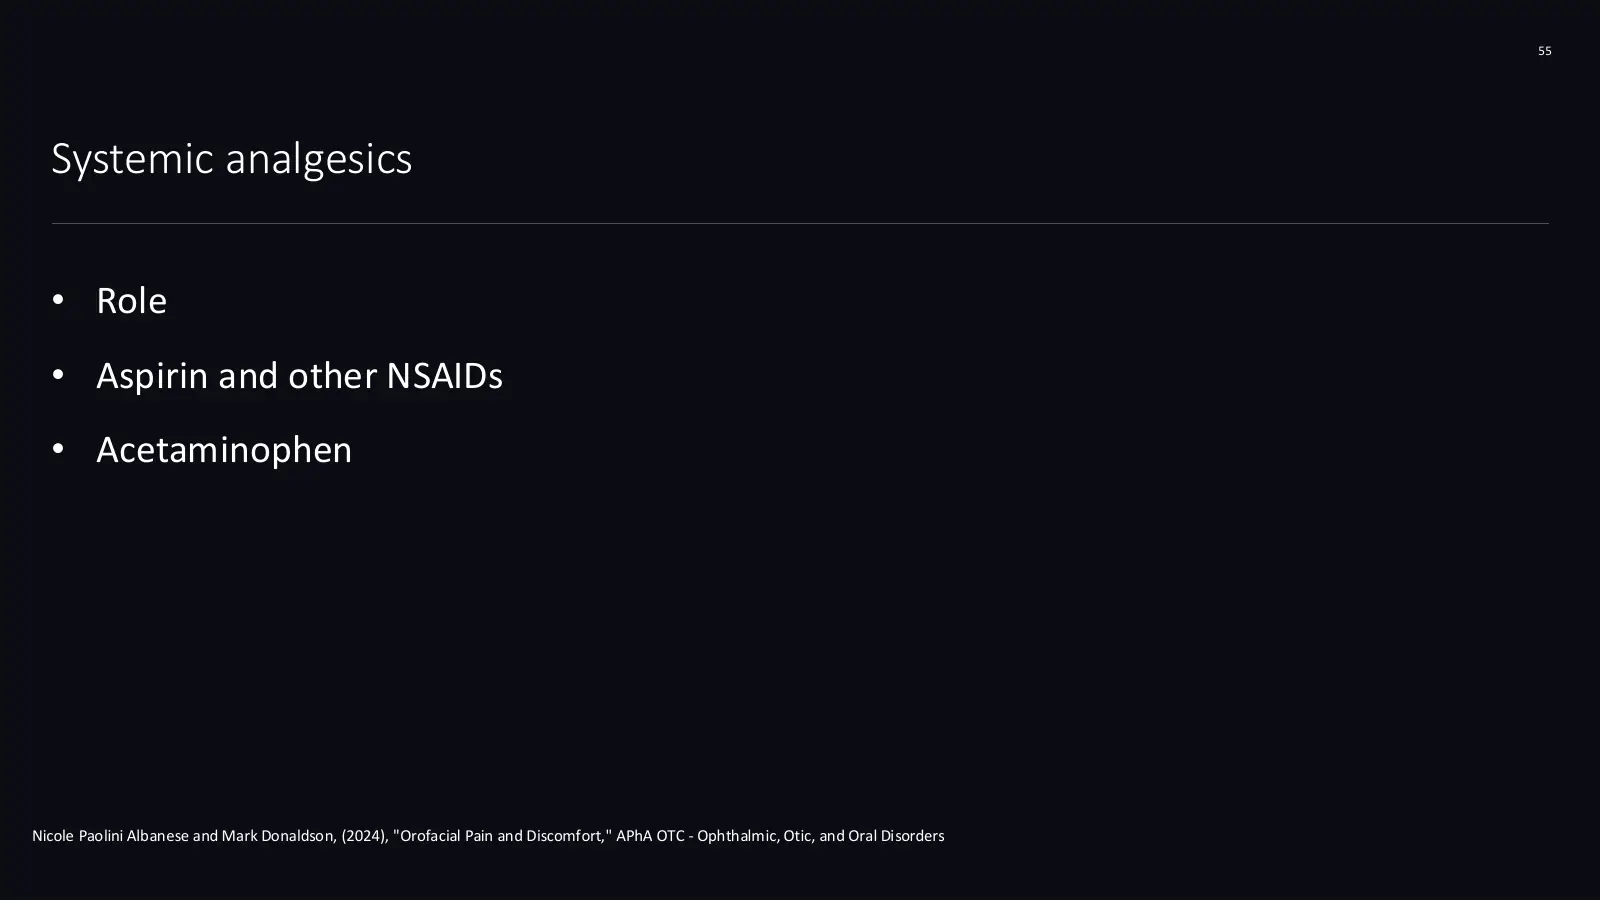 55
Systemic analgesics
• Role
• Aspirin and other NSAIDs
• Acetaminophen
Nicole Paolini Albanese and Mark Donaldson, (2024), "Orofacial Pain and Discomfort," APhA OTC - Ophthalmic, Otic, and Oral Disorders